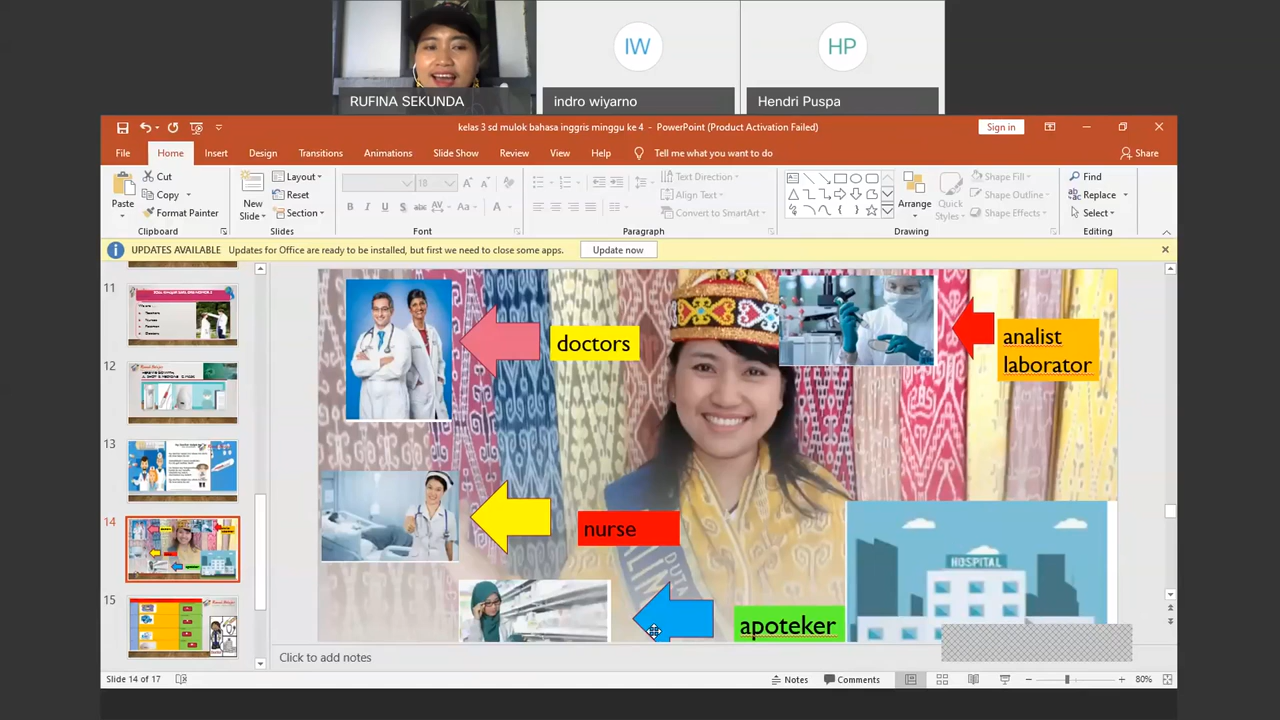 IW
HP
RUFINA SEKUNDA
indro wiyarno
Hendri Puspa
kelas 3 sd mulok bahasa inggris minggu ke 4 - PowerPoint (Product Activation Failed)
Sign in
File Home Insert Design Transitions Animations Slide Show Review View Help Tell me what you want to do Share
Paste
Cut
Copy
Format Painter
Clipboard
New Slide
Layout
Reset
Section
Slides
18
B I U S abc AV Aa A
Font
Text Direction
Align Text
Convert to SmartArt
Paragraph
Arrange
Quick Styles
Shape Fill
Shape Outline
Shape Effects
Drawing
Find
Replace
Select
Editing
UPDATES AVAILABLE Updates for Office are ready to be installed, but first we need to close some apps. Update now
11
12
13
14
15
doctors
analist
laborator
nurse
DUTA
HOSPITAL
apoteker
Click to add notes
Slide 14 of 17
Notes
Comments
80%